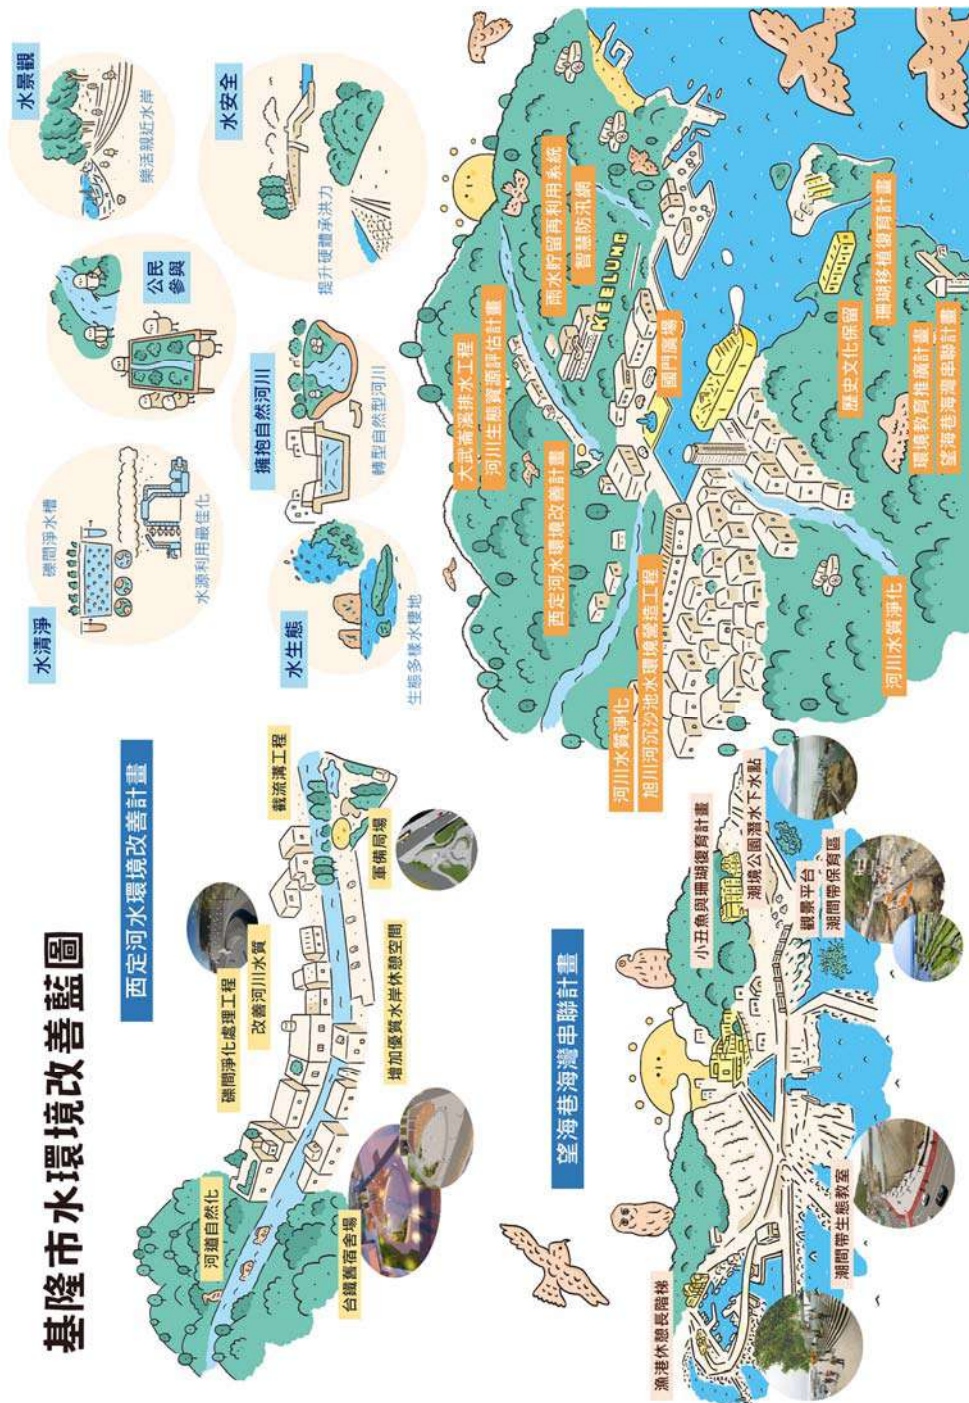 基隆市水環境改善藍圖
西定河水環境改善計畫
河道自然化
礫間淨化處理工程
改善河川水質
截流溝工程
台鐵舊宿舍場
增加優質水岸休憩空間
軍備局場
望海巷海灣串聯計畫
漁港休憩長階梯
潮間帶生態教室
小丑魚與珊瑚復育計畫
潮境公園潛水下水點
觀景平台
潮間帶保育區
水清淨
礫間淨水槽
水源利用最佳化
公民
參與
水景觀
樂活親近水岸
水生態
生態多樣水棲地
擁抱自然河川
轉型自然型河川
水安全
提升硬體承洪力
大武崙溪排水工程
河川生態資源評估計畫
雨水貯留再利用系統
智慧防汛網
KEELUNG
西定河水環境改善計畫
國門廣場
河川水質淨化
旭川河沉沙池水環境營造工程
歷史文化保留
珊瑚移植復育計畫
環境教育推廣計畫
望海巷海灣串聯計畫
河川水質淨化